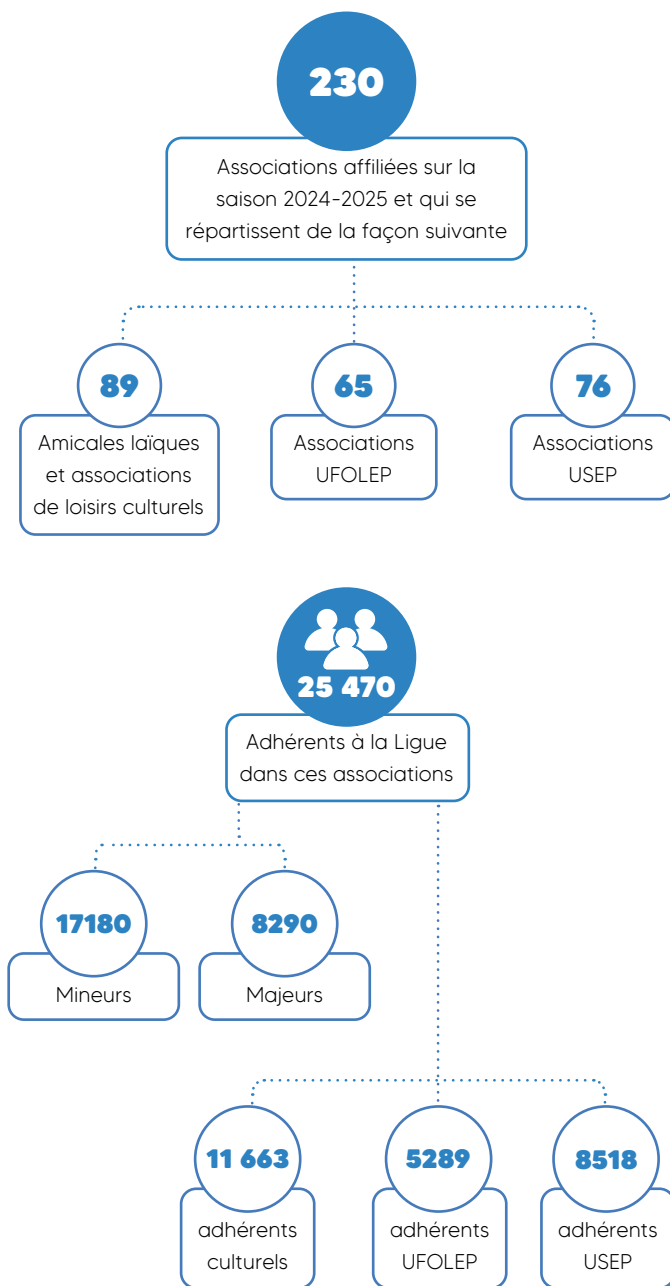 230
Associations affiliées sur la
saison 2024-2025 et qui se
répartissent de la façon suivante
89
Amicales laïques
et associations
de loisirs culturels
65
Associations
UFOLEP
76
Associations
USEP
25 470
Adhérents à la Ligue
dans ces associations
17180
Mineurs
8290
Majeurs
11 663
adhérents
culturels
5289
adhérents
UFOLEP
8518
adhérents
USEP